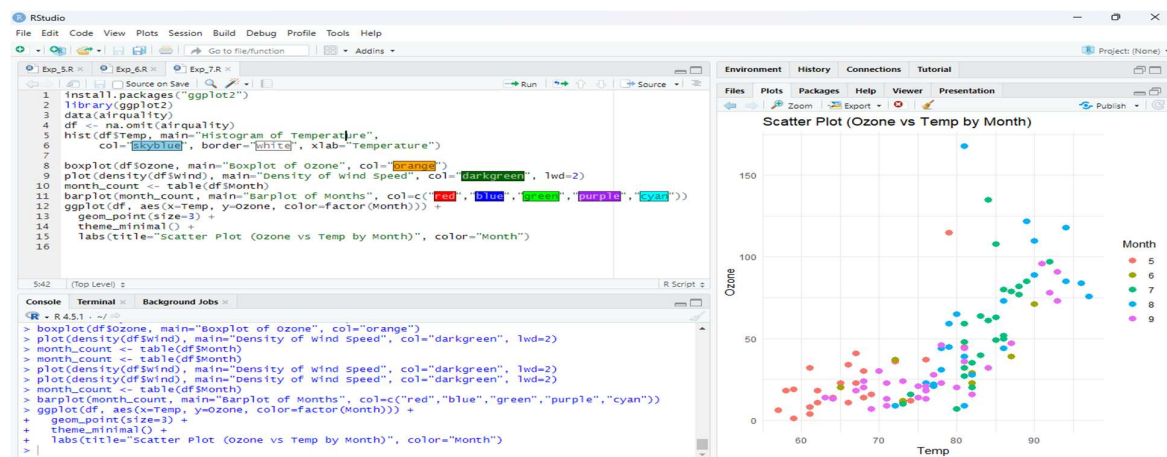 RStudio
File Edit Code View Plots Session Build Debug Profile Tools Help
Go to file/function Addins Project: (None)
Exp_5.R Exp_6.R Exp_7.R
Source on Save Run Source
1 install.packages("ggplot2")
2 library(ggplot2)
3 data(airquality)
4 df <- na.omit(airquality)
5 hist(df$Temp, main="Histogram of Temperature",
6 col="skyblue", border="white", xlab="Temperature")
7
8 boxplot(df$Ozone, main="Boxplot of Ozone", col="orange")
9 plot(density(df$Wind), main="Density of Wind Speed", col="darkgreen", lwd=2)
10 month_count <- table(df$Month)
11 barplot(month_count, main="Barplot of Months", col=c("red","blue","green","purple","cyan"))
12 ggplot(df, aes(x=Temp, y=Ozone, color=factor(Month))) +
13 geom_point(size=3) +
14 theme_minimal() +
15 labs(title="Scatter Plot (Ozone vs Temp by Month)", color="Month")
16
5:42 (Top Level) R Script
Console Terminal Background Jobs
R 4.5.1 · ~/
> boxplot(df$Ozone, main="Boxplot of Ozone", col="orange")
> plot(density(df$Wind), main="Density of Wind Speed", col="darkgreen", lwd=2)
> month_count <- table(df$Month)
> month_count <- table(df$Month)
> plot(density(df$Wind), main="Density of Wind Speed", col="darkgreen", lwd=2)
> plot(density(df$Wind), main="Density of Wind Speed", col="darkgreen", lwd=2)
> month_count <- table(df$Month)
> barplot(month_count, main="Barplot of Months", col=c("red","blue","green","purple","cyan"))
> ggplot(df, aes(x=Temp, y=Ozone, color=factor(Month))) +
+ geom_point(size=3) +
+ theme_minimal() +
+ labs(title="Scatter Plot (Ozone vs Temp by Month)", color="Month")
>
Environment History Connections Tutorial
Files Plots Packages Help Viewer Presentation
Zoom Export Publish
Scatter Plot (Ozone vs Temp by Month)
150
100
50
0
Ozone
60 70 80 90
Temp
Month
5
6
7
8
9